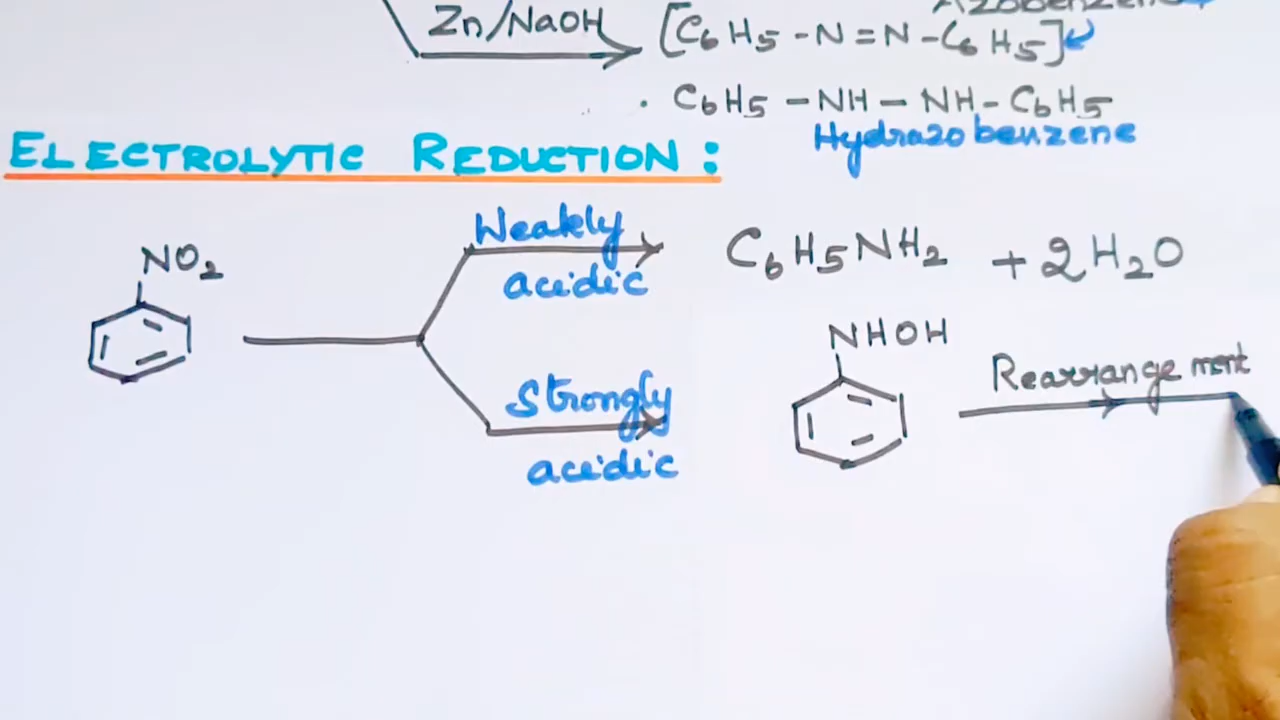 Azobenzene
Zn/NaOH [C6H5-N=N-C6H5]
C6H5-NH-NH-C6H5
Hydrazobenzene
ELECTROLYTIC REDUCTION:
NO2
Weakly
acidic
C6H5NH2 + 2H2O
NHOH
Rearrangement
Strongly
acidic